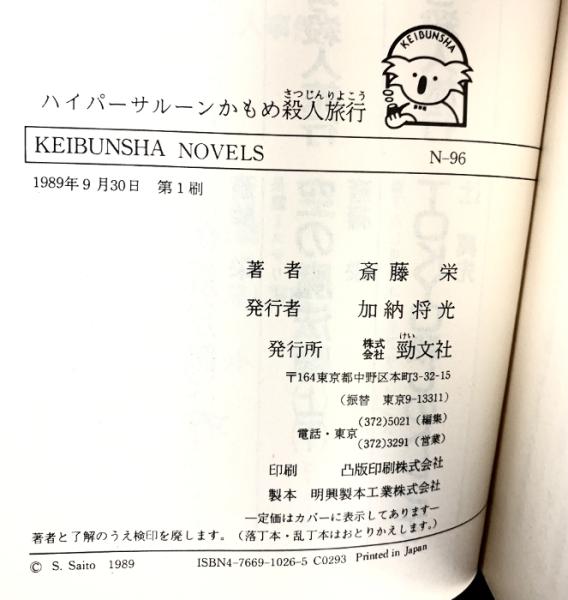 KEIBUNSHA
さつじんりよこう
ハイパーサルーンかもめ殺人旅行
KEIBUNSHA NOVELS N-96
1989年9月30日 第1刷
著者 斎藤栄
発行者 加納将光
けい
発行所 株式会社 勁文社
〒164東京都中野区本町3-32-15
(振替 東京9-13311)
電話・東京 (372)5021(編集)
(372)3291(営業)
印刷 凸版印刷株式会社
製本 明興製本工業株式会社
―定価はカバーに表示してあります―
著者と了解のうえ検印を廃します。(落丁本・乱丁本はおとりかえします。)
© S. Saito 1989 ISBN4-7669-1026-5 C0293 Printed in Japan